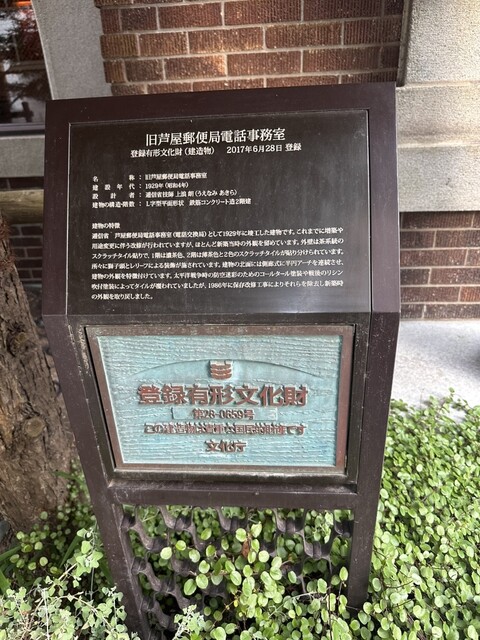 旧芦屋郵便局電話事務室
登録有形文化財（建造物）　2017年6月28日 登録
名　　　　称：旧芦屋郵便局電話事務室
建　設　年　代：1929年（昭和4年）
設　　計　　者：通信省技師 上浪 朗（うえなみ あきら）
建物の構造・階数：L字型平面形状　鉄筋コンクリート造2階建
建物の特徴
逓信省　芦屋郵便局電話事務室（電話交換局）として1929年に竣工した建物です。これまでに増築や
用途変更に伴う改修が行われていますが、ほとんど新築当時の外観を留めています。外壁は茶系統の
スクラッチタイル貼りで、1階は濃茶色、2階は薄茶色と2色のスクラッチタイルが貼り分けられています。
所々に獅子頭とレリーフによる装飾が施されています。建物の北面には側廊式に半円アーチを連続させ、
建物の外観を特徴付けています。太平洋戦争時の防空迷彩のためのコールタール塗装や戦後のリシン
吹付塗装によってタイルが覆われていましたが、1986年に保存改修工事によりそれらを除去し新築時
の外観を取り戻しました。
登録有形文化財
第28-0659号
この建造物は貴重な国民的財産です
文化庁